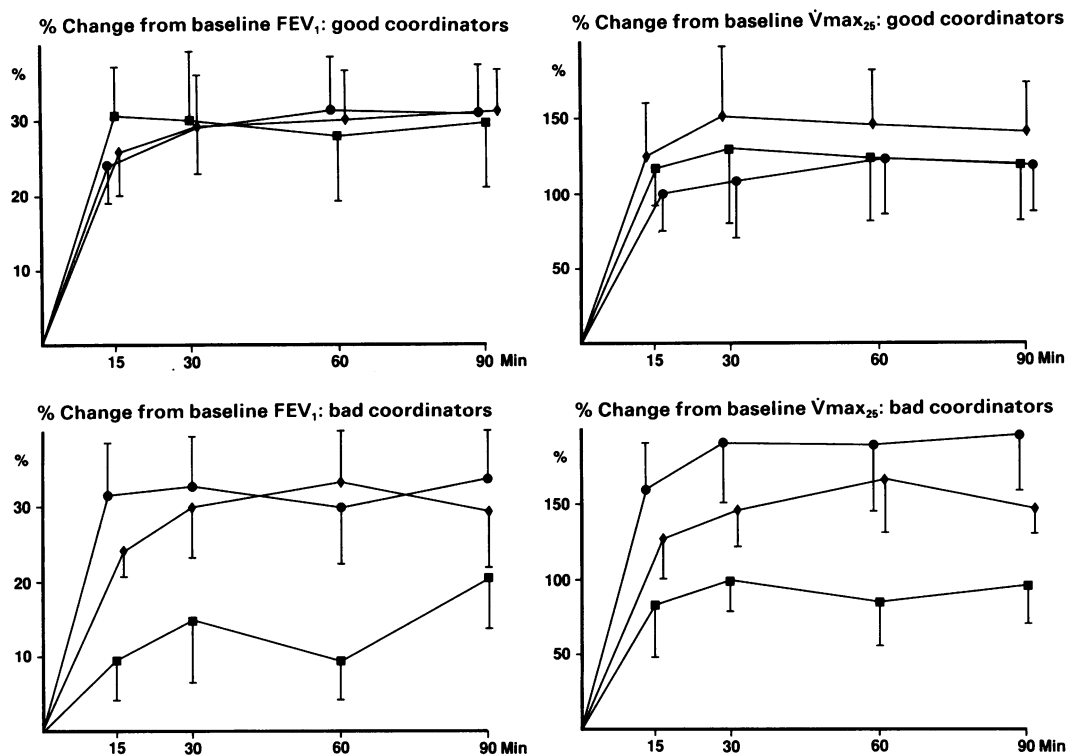 % Change from baseline FEV₁: good coordinators
%
30
20
10
15 30 60 90 Min
% Change from baseline V̇max₂₅: good coordinators
%
150
100
50
15 30 60 90 Min
% Change from baseline FEV₁: bad coordinators
%
30
20
10
15 30 60 90 Min
% Change from baseline V̇max₂₅: bad coordinators
%
150
100
50
15 30 60 90 Min